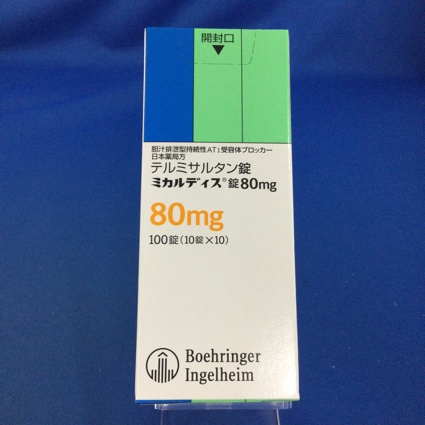 開封口
胆汁排泄型持続性AT₁受容体ブロッカー
日本薬局方
テルミサルタン錠
ミカルディス®錠80mg
80mg
100錠(10錠×10)
Boehringer
Ingelheim